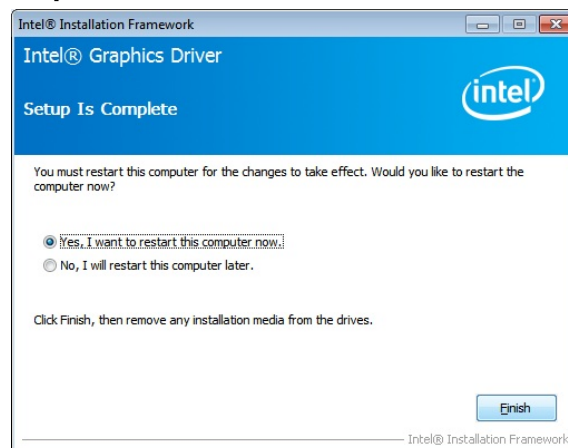 Intel® Installation Framework
Intel® Graphics Driver
Setup Is Complete
intel
You must restart this computer for the changes to take effect. Would you like to restart the
computer now?
Yes, I want to restart this computer now.
No, I will restart this computer later.
Click Finish, then remove any installation media from the drives.
Finish
Intel® Installation Framework